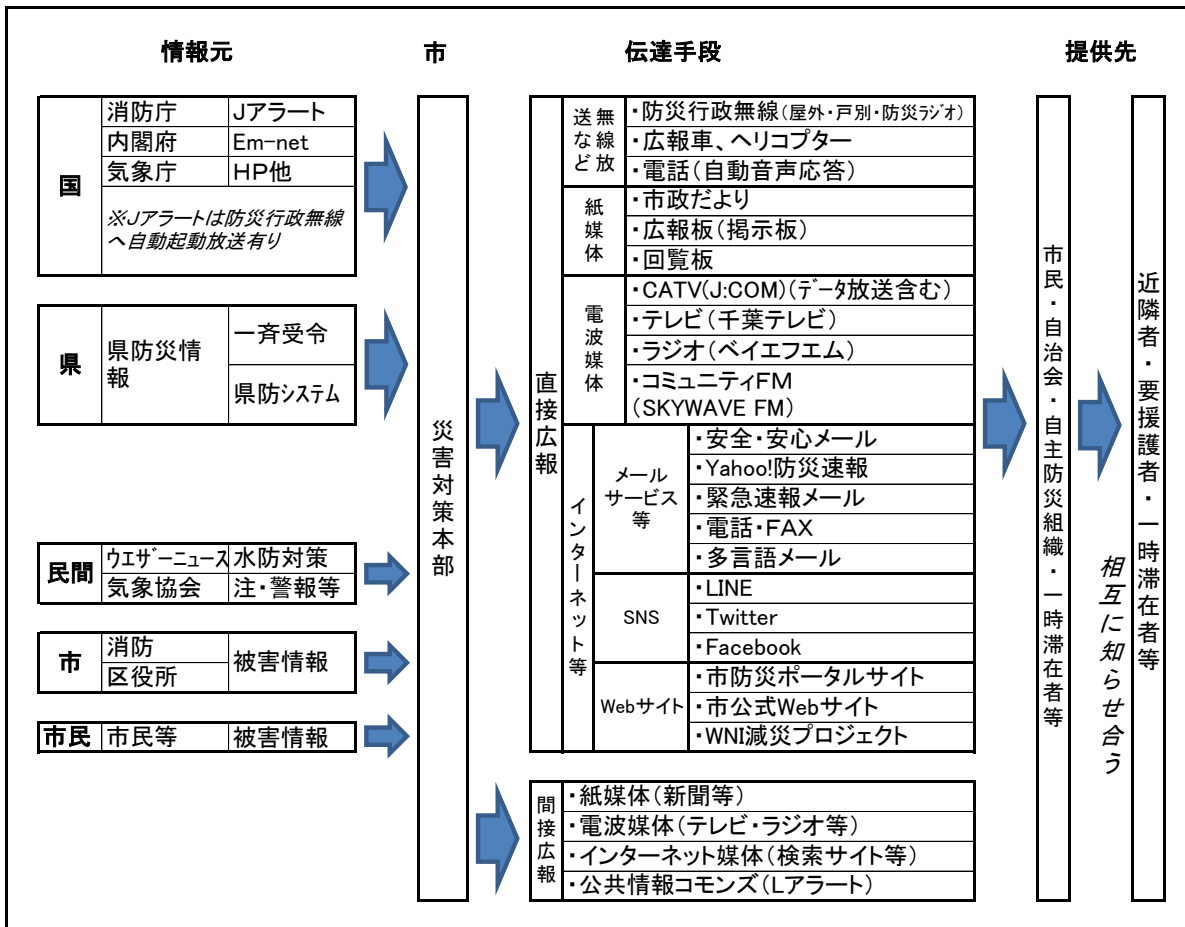 情報元
市
伝達手段
提供先
国
消防庁
Jアラート
内閣府
Em-net
気象庁
HP他
※Jアラートは防災行政無線
へ自動起動放送有り
県
県防災情
報
一斉受令
県防システム
民間
ウエザーニュース
水防対策
気象協会
注・警報等
市
消防
区役所
被害情報
市民
市民等
被害情報
災害対策本部
直接広報
無線放
送など
・防災行政無線(屋外・戸別・防災ラジオ)
・広報車、ヘリコプター
・電話(自動音声応答)
紙媒体
・市政だより
・広報板(掲示板)
・回覧板
電波媒体
・CATV(J:COM)(データ放送含む)
・テレビ(千葉テレビ)
・ラジオ(ベイエフエム)
・コミュニティFM
(SKYWAVE FM)
インターネット等
メール
サービス
等
・安全・安心メール
・Yahoo!防災速報
・緊急速報メール
・電話・FAX
・多言語メール
SNS
・LINE
・Twitter
・Facebook
Webサイト
・市防災ポータルサイト
・市公式Webサイト
・WNI減災プロジェクト
間接広報
・紙媒体(新聞等)
・電波媒体(テレビ・ラジオ等)
・インターネット媒体(検索サイト等)
・公共情報コモンズ(Lアラート)
市民・自治会・自主防災組織・一時滞在者等
相互に知らせ合う
近隣者・要援護者・一時滞在者等